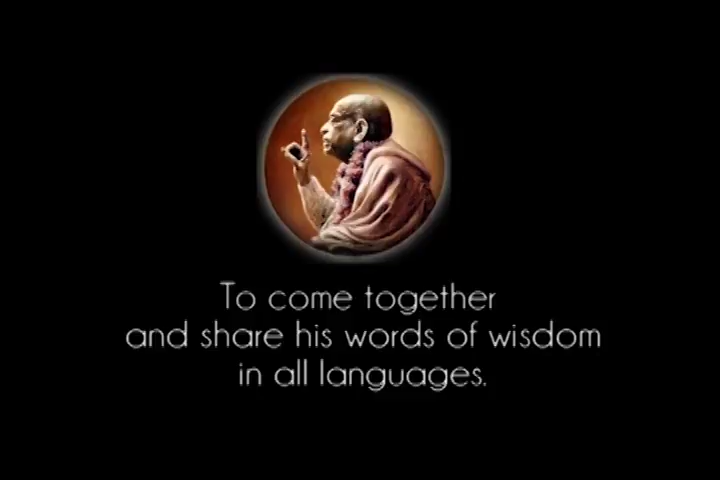 To come together
and share his words of wisdom
in all languages.